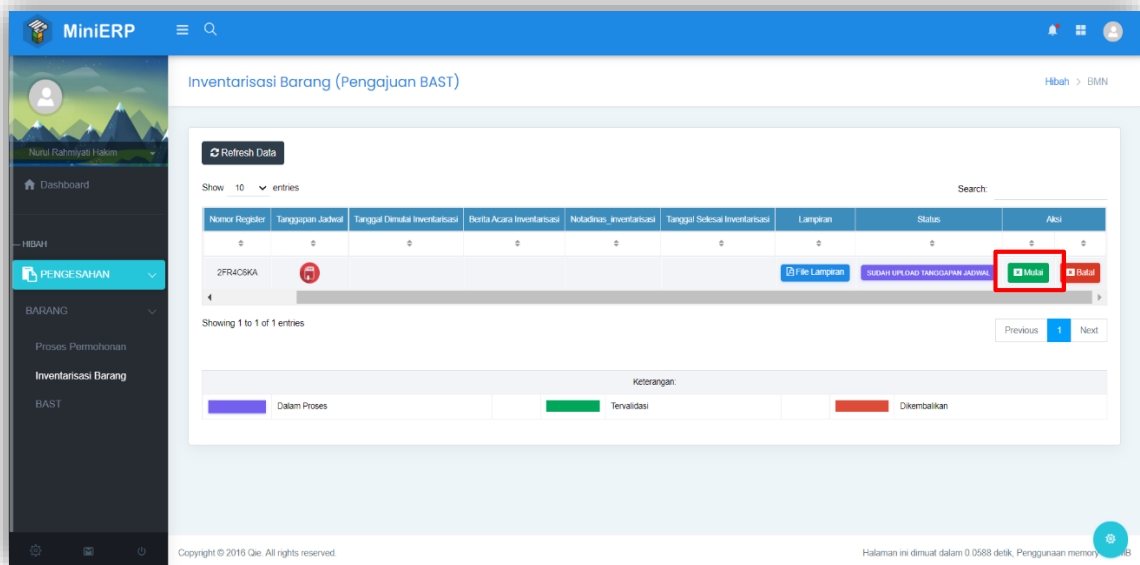 MiniERP
Inventarisasi Barang (Pengajuan BAST)
Hibah > BMN
Nurul Rahmiyati Hakim
Dashboard
-- HIBAH
PENGESAHAN
BARANG
Proses Permohonan
Inventarisasi Barang
BAST
Refresh Data
Show 10 entries
Search:
Nomor Register Tanggapan Jadwal Tanggal Dimulai Inventarisasi Berita Acara Inventarisasi Notadinas_inventarisasi Tanggal Selesai Inventarisasi Lampiran Status Aksi
2FR4C6KA File Lampiran SUDAH UPLOAD TANGGAPAN JADWAL Mulai Batal
Showing 1 to 1 of 1 entries
Previous 1 Next
Keterangan:
Dalam Proses Tervalidasi Dikembalikan
Copyright © 2016 Qie. All rights reserved.
Halaman ini dimuat dalam 0.0588 detik, Penggunaan memory